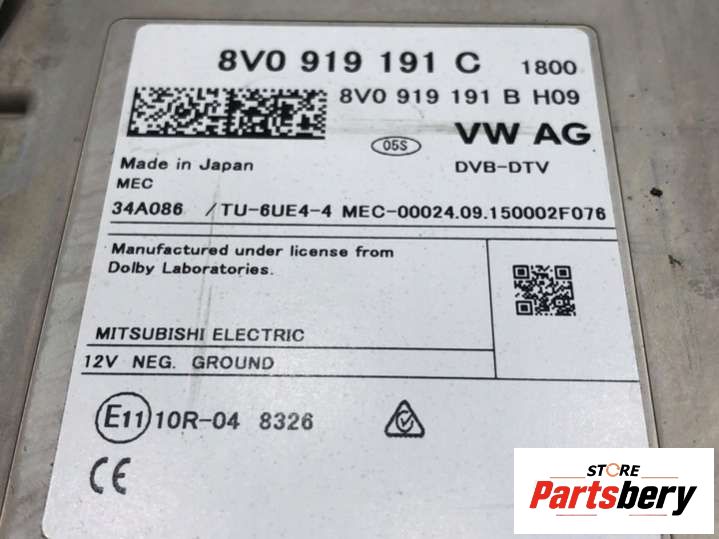 8V0 919 191 C 1800
8V0 919 191 B H09
05S VW AG
Made in Japan DVB-DTV
MEC
34A086 /TU-6UE4-4 MEC-00024.09.150002F076
Manufactured under license from
Dolby Laboratories.
MITSUBISHI ELECTRIC
12V NEG. GROUND
E11 10R-04 8326
CE
STORE
Partsbery